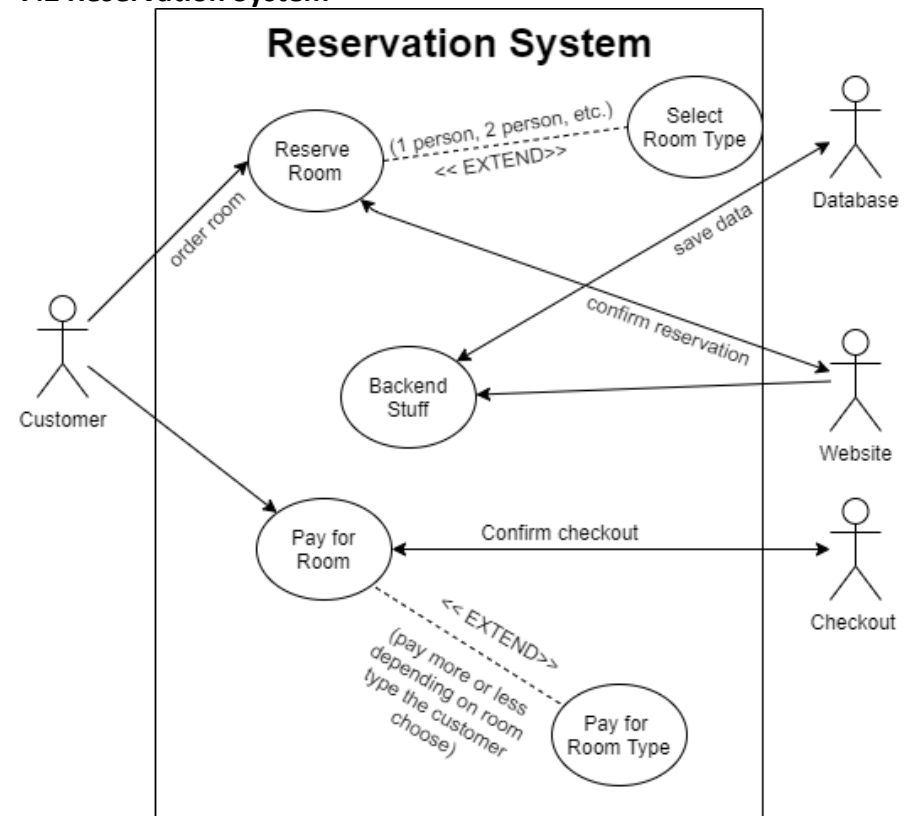 Reservation System
Select
Room Type
(1 person, 2 person, etc.)
<< EXTEND>>
Reserve
Room
order room
Database
save data
confirm reservation
Backend
Stuff
Customer
Website
Confirm checkout
Pay for
Room
Checkout
<< EXTEND>>
(pay more or less
depending on room
type the customer
choose)
Pay for
Room Type